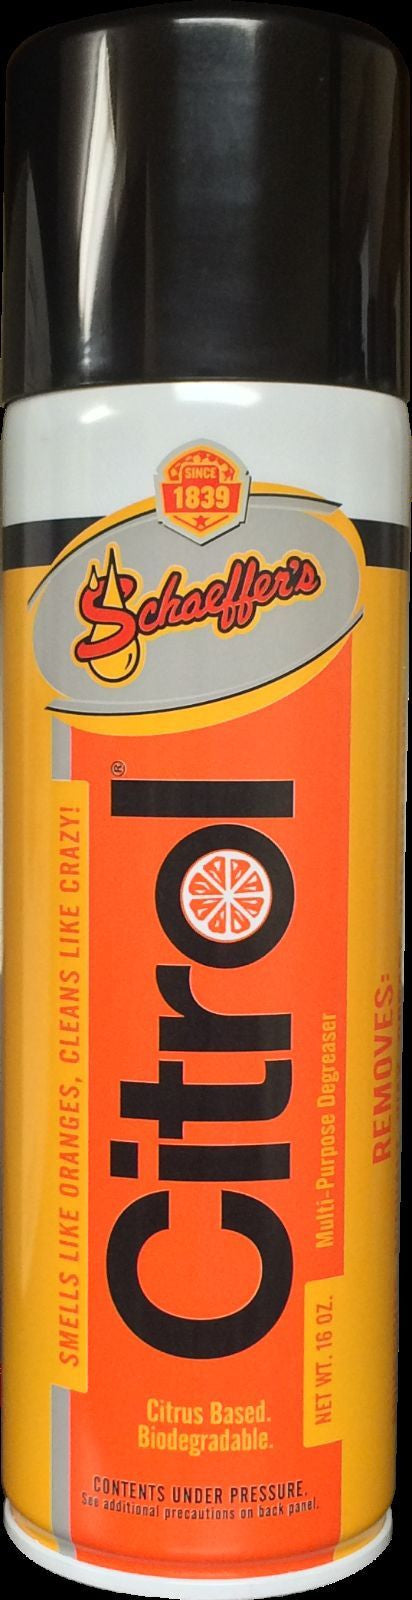 SINCE
1839
Schaeffer's
Citrol®
SMELLS LIKE ORANGES, CLEANS LIKE CRAZY!
Multi-Purpose Degreaser
REMOVES:
NET WT. 16 OZ.
Citrus Based.
Biodegradable.
CONTENTS UNDER PRESSURE.
See additional precautions on back panel.